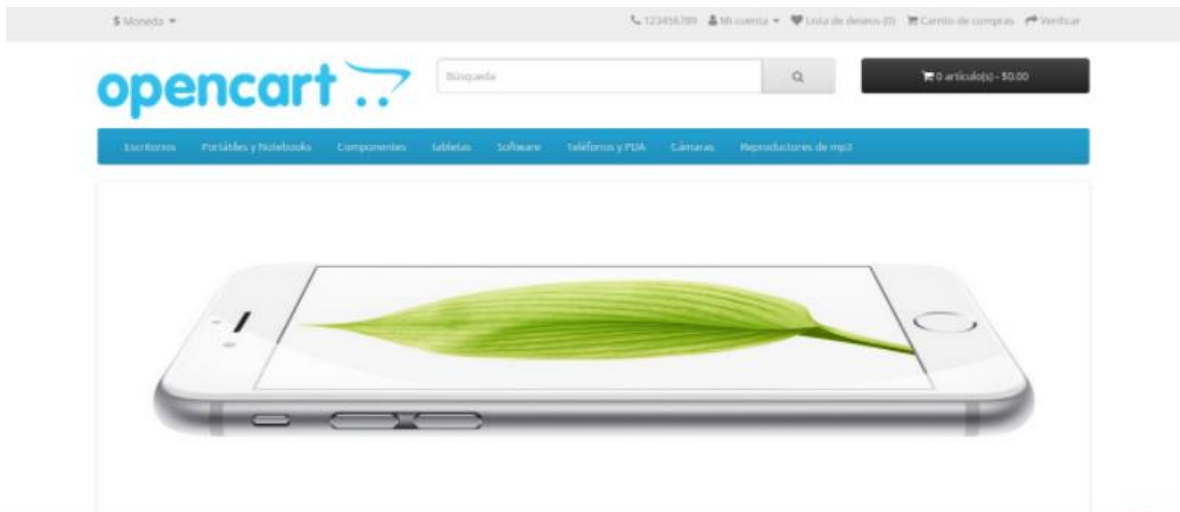 $ Moneda
123456789 Mi cuenta Lista de deseos (0) Carrito de compras Verificar
opencart
Búsqueda
0 artículo(s) - $0.00
Escritorios Portátiles y Notebooks Componentes tabletas Software Teléfonos y PDA Cámaras Reproductores de mp3